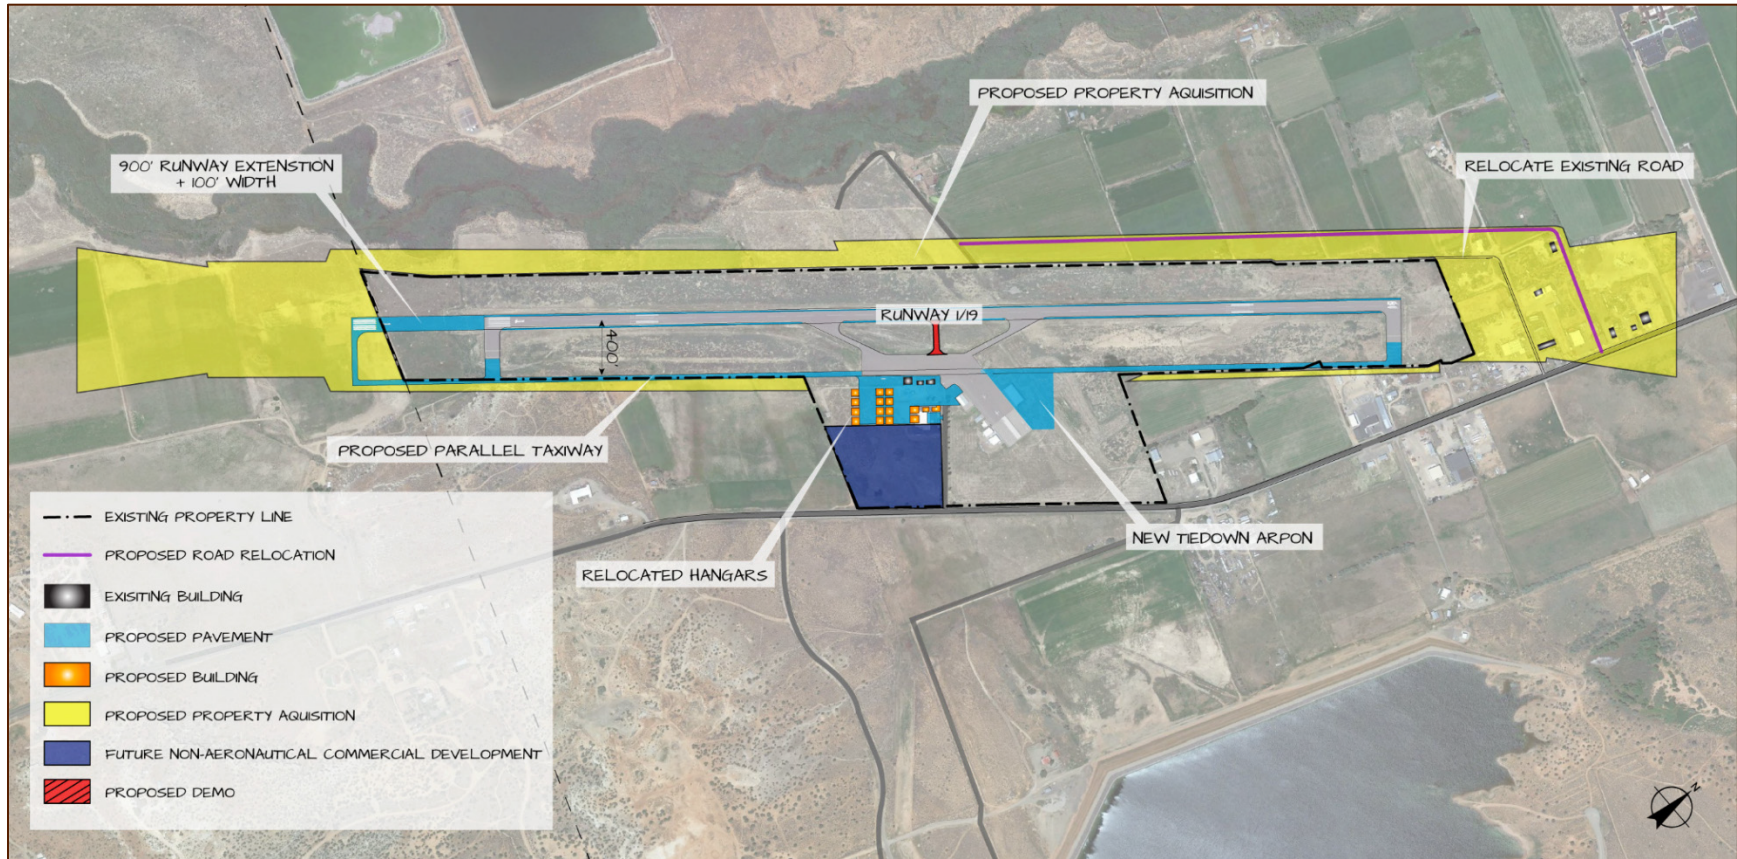 PROPOSED PROPERTY AQUISITION
900' RUNWAY EXTENSTION
+ 100' WIDTH
RELOCATE EXISTING ROAD
RUNWAY 1/19
400'
PROPOSED PARALLEL TAXIWAY
NEW TIEDOWN ARPON
RELOCATED HANGARS
EXISTING PROPERTY LINE
PROPOSED ROAD RELOCATION
EXISITING BUILDING
PROPOSED PAVEMENT
PROPOSED BUILDING
PROPOSED PROPERTY AQUISITION
FUTURE NON-AERONAUTICAL COMMERCIAL DEVELOPMENT
PROPOSED DEMO
N